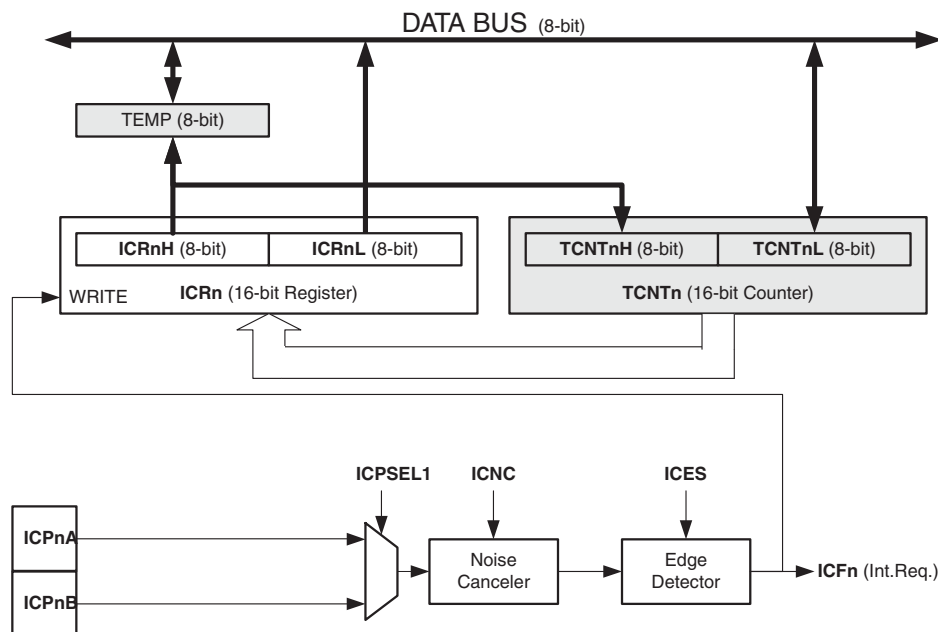 DATA BUS (8-bit)
TEMP (8-bit)
ICRnH (8-bit)
ICRnL (8-bit)
TCNTnH (8-bit)
TCNTnL (8-bit)
WRITE
ICRn (16-bit Register)
TCNTn (16-bit Counter)
ICPSEL1
ICNC
ICES
ICPnA
ICPnB
Noise
Canceler
Edge
Detector
ICFn (Int.Req.)